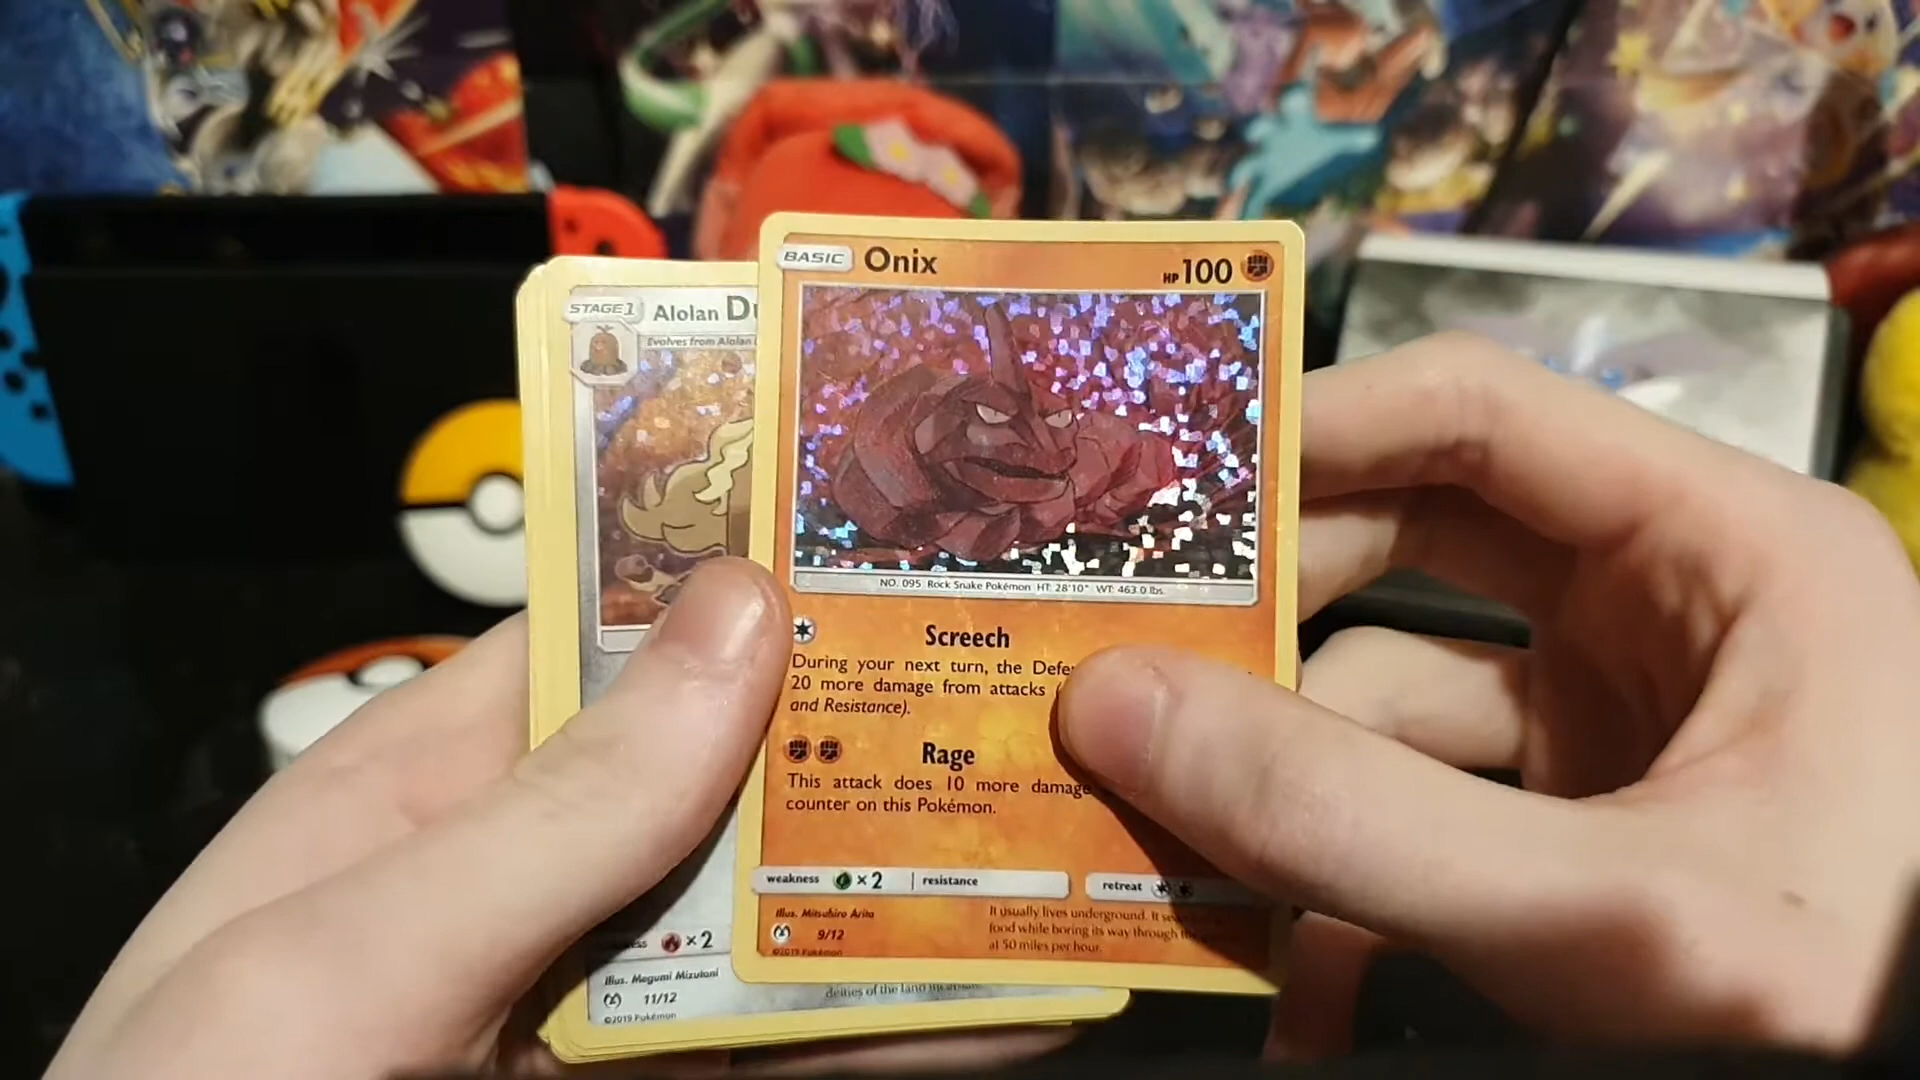 BASIC Onix HP 100
NO. 095 Rock Snake Pokémon HT: 28'10" WT: 463.0 lbs.
Screech
During your next turn, the
20 more damage from attacks
and Resistance).
Rage
This attack does 10 more damage
counter on this Pokémon.
weakness ×2 resistance retreat
Illus. Mitsuhiro Arita
9/12
©2019 Pokémon
It usually lives underground. It
food while boring its way through
at 50 miles per hour.
STAGE 1 Alolan
Evolves from Alolan
×2
Illus. Megumi Mizutani
11/12
©2019 Pokémon
of the land